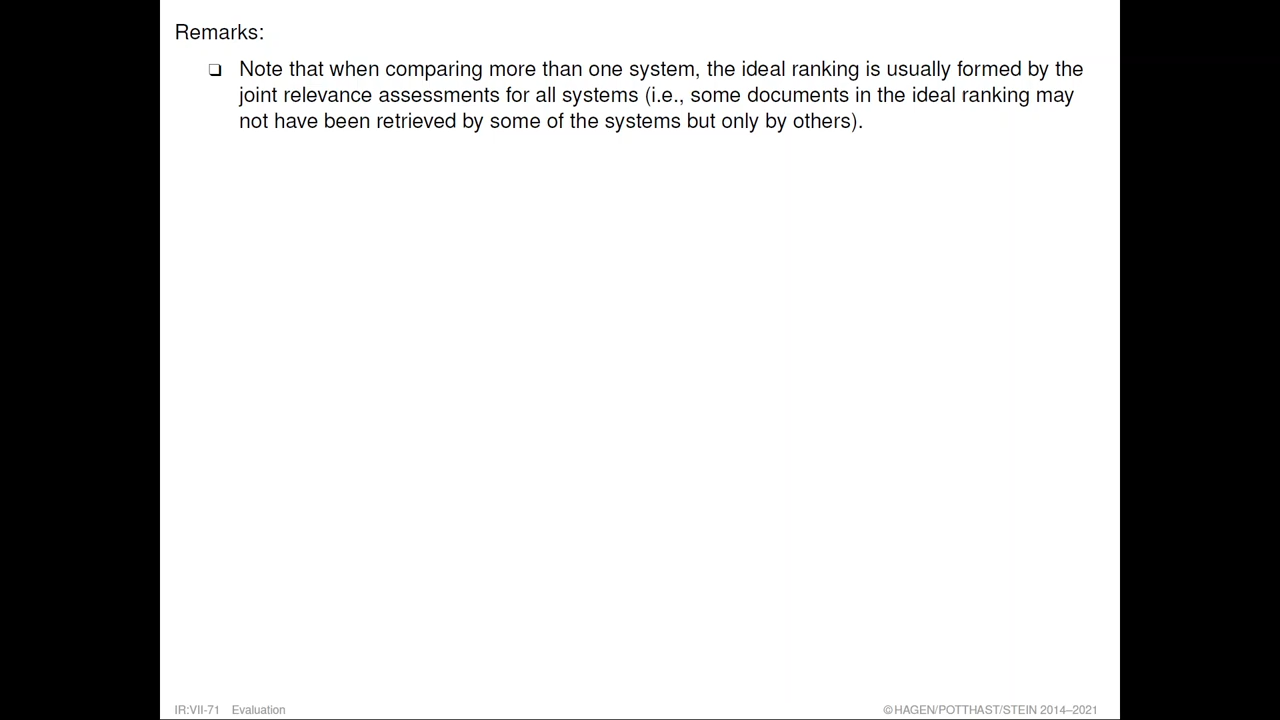 Remarks:
❏ Note that when comparing more than one system, the ideal ranking is usually formed by the
joint relevance assessments for all systems (i.e., some documents in the ideal ranking may
not have been retrieved by some of the systems but only by others).
IR:VII-71 Evaluation
©HAGEN/POTTHAST/STEIN 2014–2021